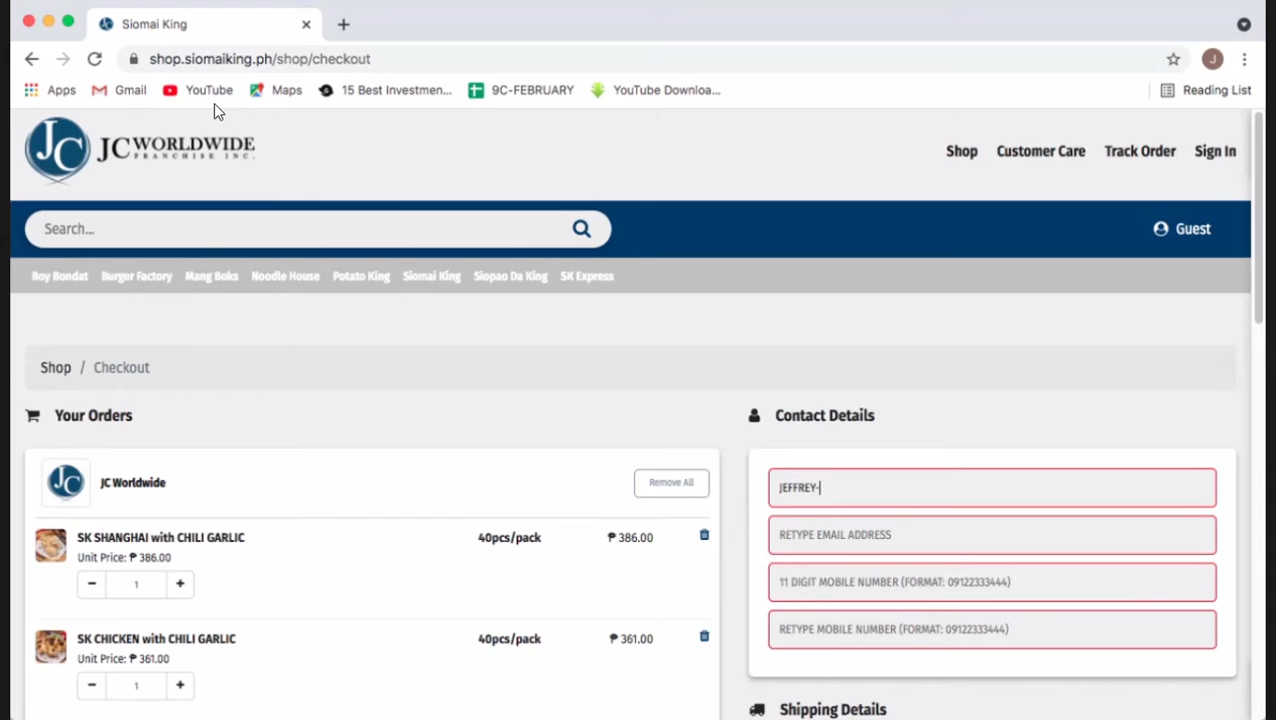 Siomai King
shop.siomaiking.ph/shop/checkout
J
Apps Gmail YouTube Maps 15 Best Investmen... 9C-FEBRUARY YouTube Downloa... Reading List
JC JC WORLDWIDE
FRANCHISE INC.
Shop Customer Care Track Order Sign In
Search... Guest
Boy Bondat Burger Factory Mang Boks Noodle House Potato King Siomai King Siopao Da King SK Express
Shop / Checkout
Your Orders
JC JC Worldwide Remove All
SK SHANGHAI with CHILI GARLIC 40pcs/pack ₱ 386.00
Unit Price: ₱ 386.00
− 1 +
SK CHICKEN with CHILI GARLIC 40pcs/pack ₱ 361.00
Unit Price: ₱ 361.00
− 1 +
Contact Details
JEFFREY-
RETYPE EMAIL ADDRESS
11 DIGIT MOBILE NUMBER (FORMAT: 09122333444)
RETYPE MOBILE NUMBER (FORMAT: 09122333444)
Shipping Details